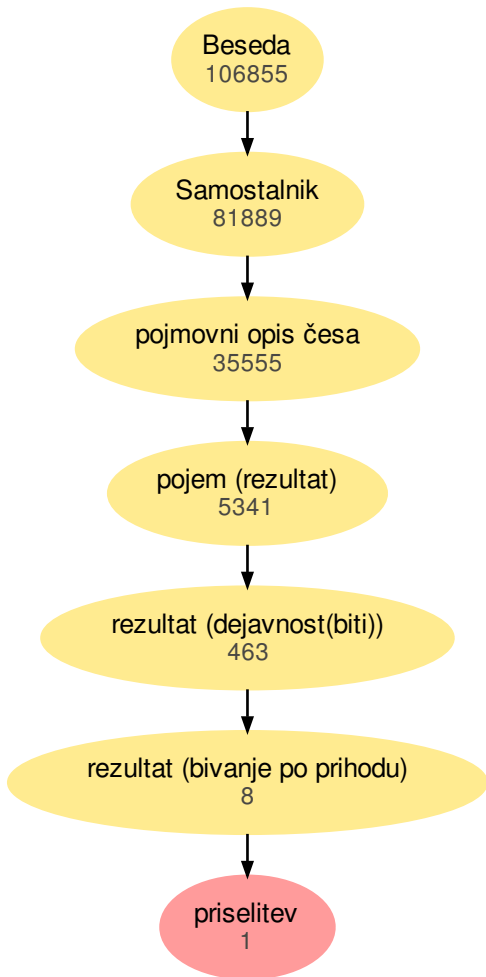 Beseda
106855
Samostalnik
81889
pojmovni opis česa
35555
pojem (rezultat)
5341
rezultat (dejavnost(biti))
463
rezultat (bivanje po prihodu)
8
priselitev
1